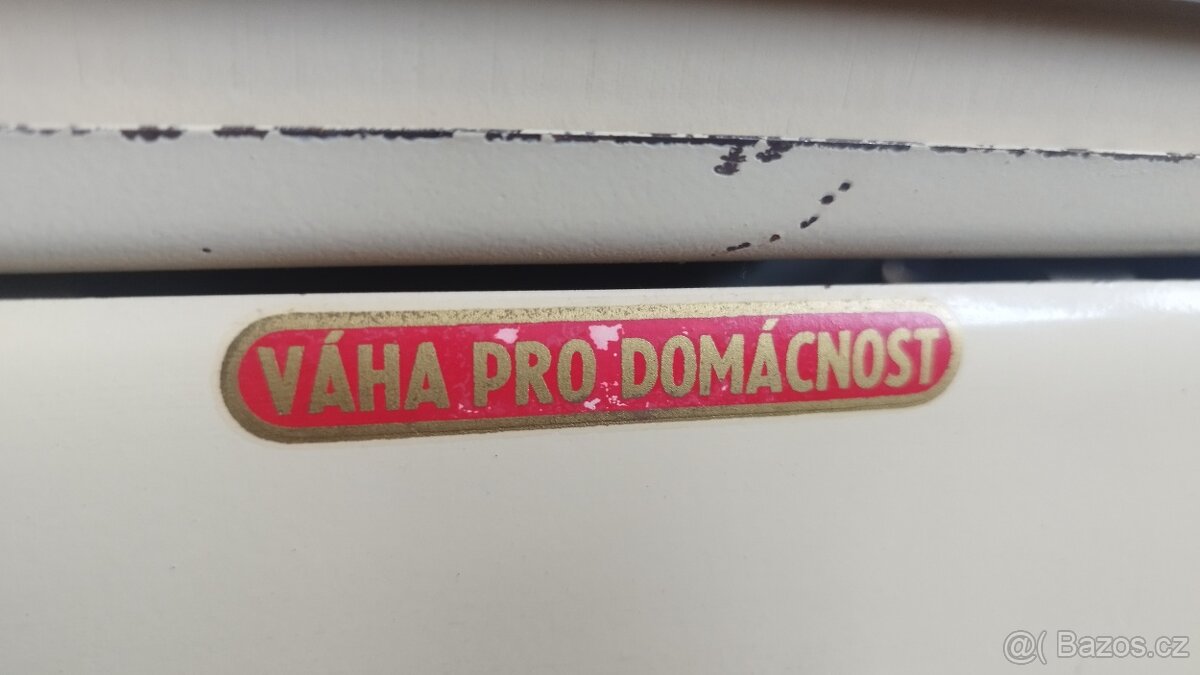 VÁHA PRO DOMÁCNOST
@( Bazos.cz